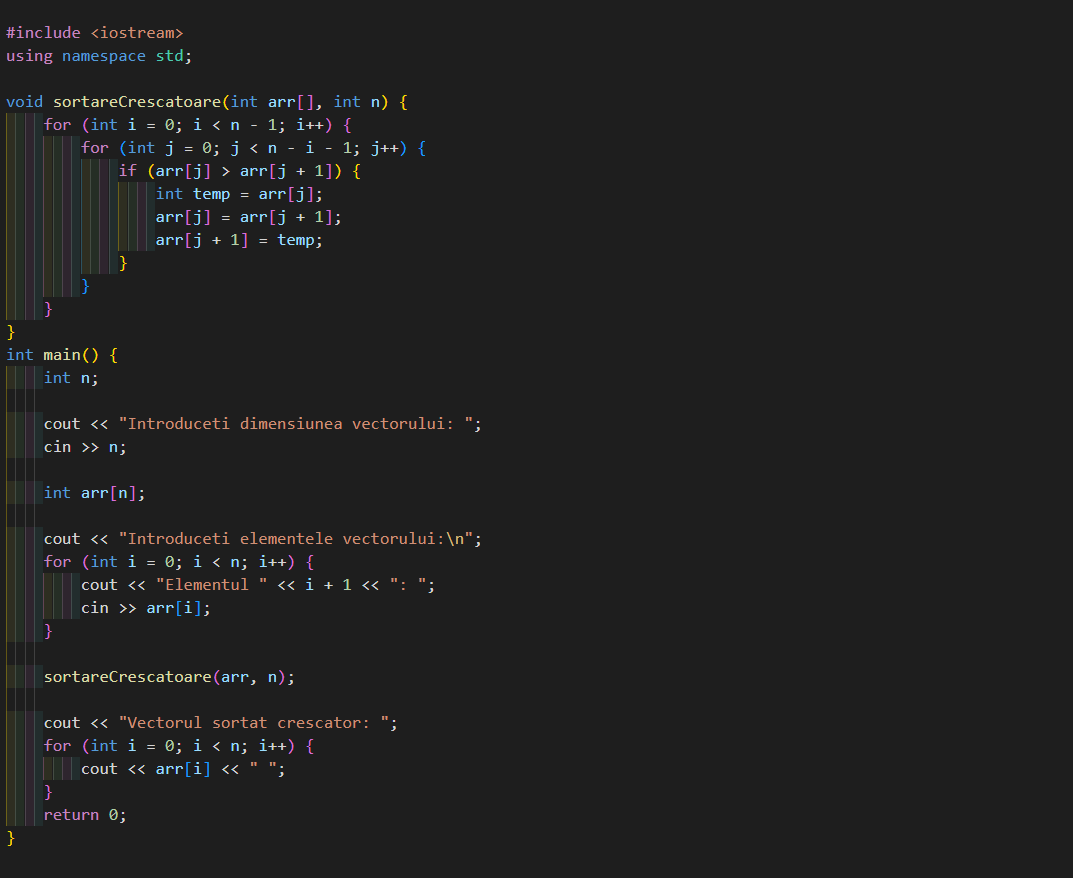 #include <iostream>
using namespace std;
void sortareCrescatoare(int arr[], int n) {
    for (int i = 0; i < n - 1; i++) {
        for (int j = 0; j < n - i - 1; j++) {
            if (arr[j] > arr[j + 1]) {
                int temp = arr[j];
                arr[j] = arr[j + 1];
                arr[j + 1] = temp;
            }
        }
    }
}
int main() {
    int n;
    cout << "Introduceti dimensiunea vectorului: ";
    cin >> n;
    int arr[n];
    cout << "Introduceti elementele vectorului:\n";
    for (int i = 0; i < n; i++) {
        cout << "Elementul " << i + 1 << ": ";
        cin >> arr[i];
    }
    sortareCrescatoare(arr, n);
    cout << "Vectorul sortat crescator: ";
    for (int i = 0; i < n; i++) {
        cout << arr[i] << " ";
    }
    return 0;
}